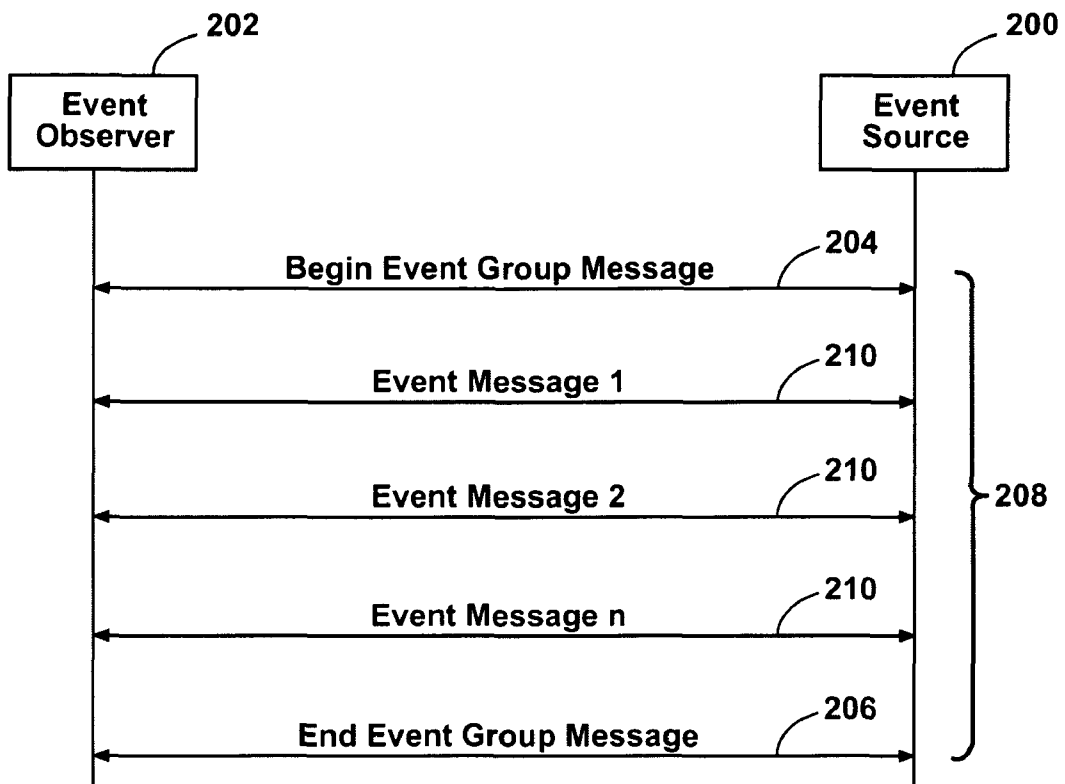 202
200
Event
Observer
Event
Source
204
Begin Event Group Message
210
Event Message 1
210
Event Message 2
208
210
Event Message n
206
End Event Group Message